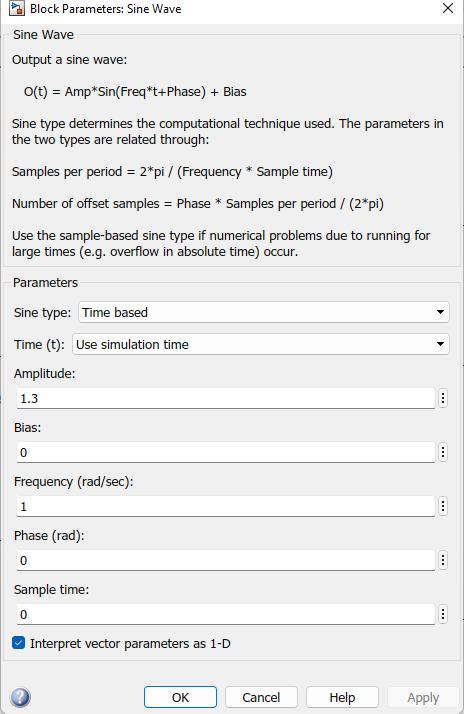 Block Parameters: Sine Wave
Sine Wave
Output a sine wave:
O(t) = Amp*Sin(Freq*t+Phase) + Bias
Sine type determines the computational technique used. The parameters in
the two types are related through:
Samples per period = 2*pi / (Frequency * Sample time)
Number of offset samples = Phase * Samples per period / (2*pi)
Use the sample-based sine type if numerical problems due to running for
large times (e.g. overflow in absolute time) occur.
Parameters
Sine type: Time based
Time (t): Use simulation time
Amplitude:
1.3
Bias:
0
Frequency (rad/sec):
1
Phase (rad):
0
Sample time:
0
Interpret vector parameters as 1-D
? OK Cancel Help Apply